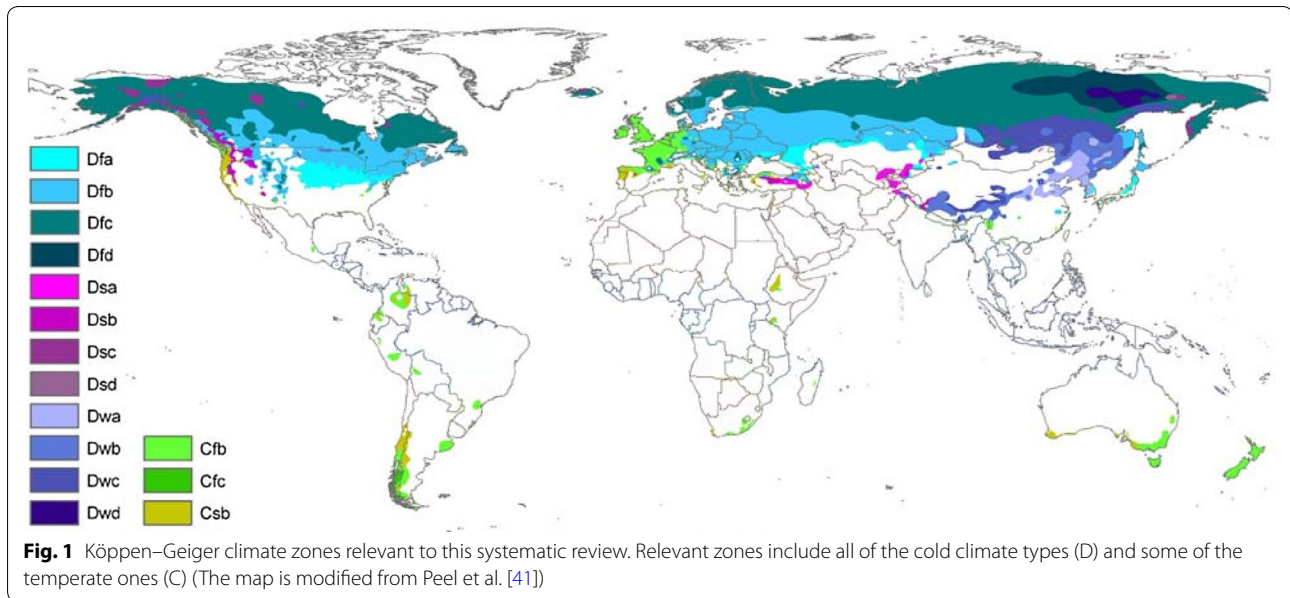 Dfa
Dfb
Dfc
Dfd
Dsa
Dsb
Dsc
Dsd
Dwa
Dwb
Dwc
Dwd
Cfb
Cfc
Csb
Fig. 1 Köppen–Geiger climate zones relevant to this systematic review. Relevant zones include all of the cold climate types (D) and some of the
temperate ones (C) (The map is modified from Peel et al. [41])